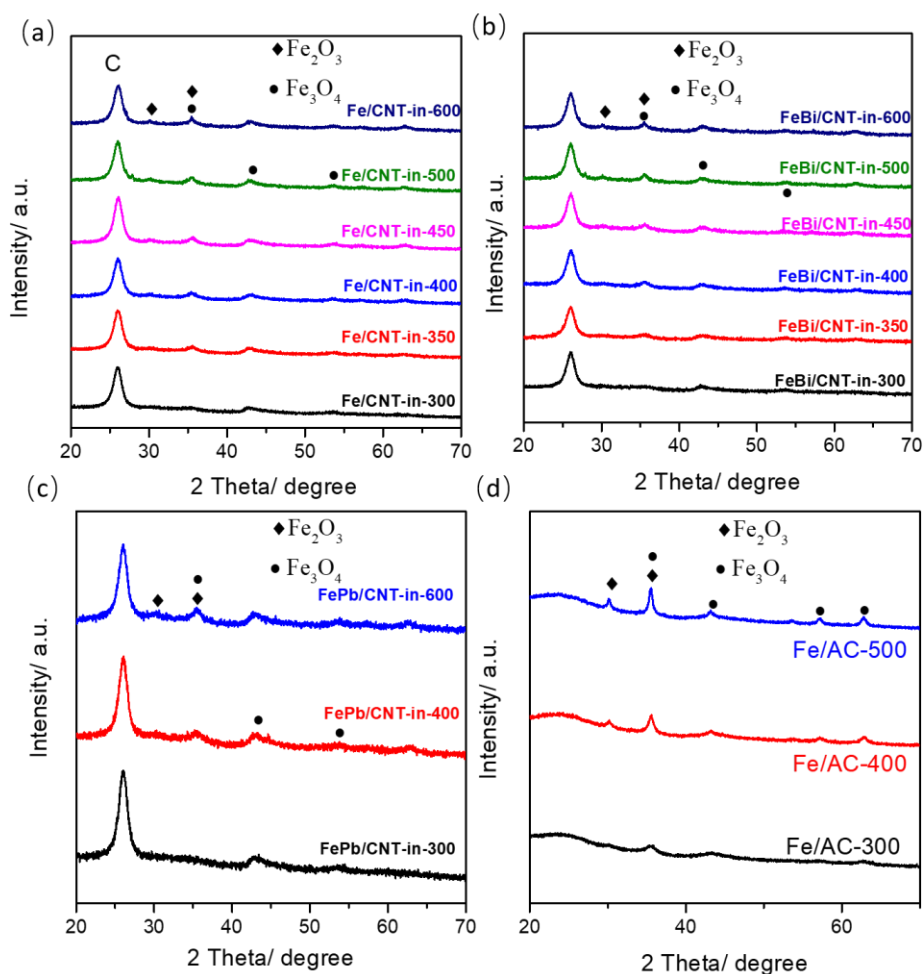 (a)
C
◆Fe₂O₃
●Fe₃O₄
Fe/CNT-in-600
Fe/CNT-in-500
Fe/CNT-in-450
Fe/CNT-in-400
Fe/CNT-in-350
Fe/CNT-in-300
Intensity/ a.u.
20 30 40 50 60 70
2 Theta/ degree
(b)
◆Fe₂O₃
●Fe₃O₄
FeBi/CNT-in-600
FeBi/CNT-in-500
FeBi/CNT-in-450
FeBi/CNT-in-400
FeBi/CNT-in-350
FeBi/CNT-in-300
Intensity/ a.u.
20 30 40 50 60 70
2 Theta/ degree
(c)
◆Fe₂O₃
●Fe₃O₄
FePb/CNT-in-600
FePb/CNT-in-400
FePb/CNT-in-300
Intensity/ a.u.
20 30 40 50 60 70
2 Theta/ degree
(d)
◆Fe₂O₃
●Fe₃O₄
Fe/AC-500
Fe/AC-400
Fe/AC-300
Intensity/ a.u.
20 40 60
2 Theta/ degree